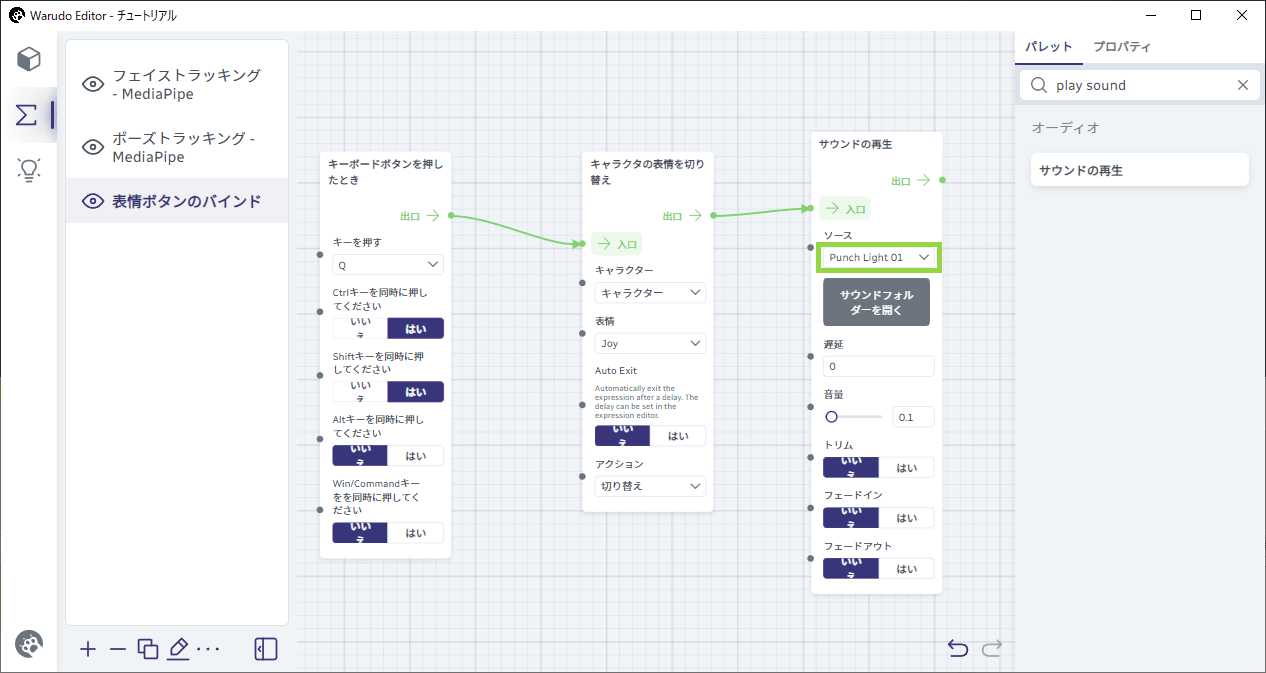 Warudo Editor - チュートリアル
フェイストラッキング
- MediaPipe
ポーズトラッキング -
MediaPipe
表情ボタンのバインド
キーボードボタンを押し
たとき
出口
キーを押す
Q
Ctrlキーを同時に押し
てください
いい
え
はい
Shiftキーを同時に押
してください
いい
え
はい
Altキーを同時に押し
てください
いい
え
はい
Win/Commandキー
をを同時に押してく
ださい
いい
え
はい
キャラクタの表情を切り
替え
出口
入口
キャラクター
キャラクター
表情
Joy
Auto Exit
Automatically exit the
expression after a delay. The
delay can be set in the
expression editor.
いい
え
はい
アクション
切り替え
サウンドの再生
出口
入口
ソース
Punch Light 01
サウンドフォル
ダーを開く
遅延
0
音量
0.1
トリム
いい
え
はい
フェードイン
いい
え
はい
フェードアウト
いい
え
はい
パレット
プロパティ
play sound
オーディオ
サウンドの再生